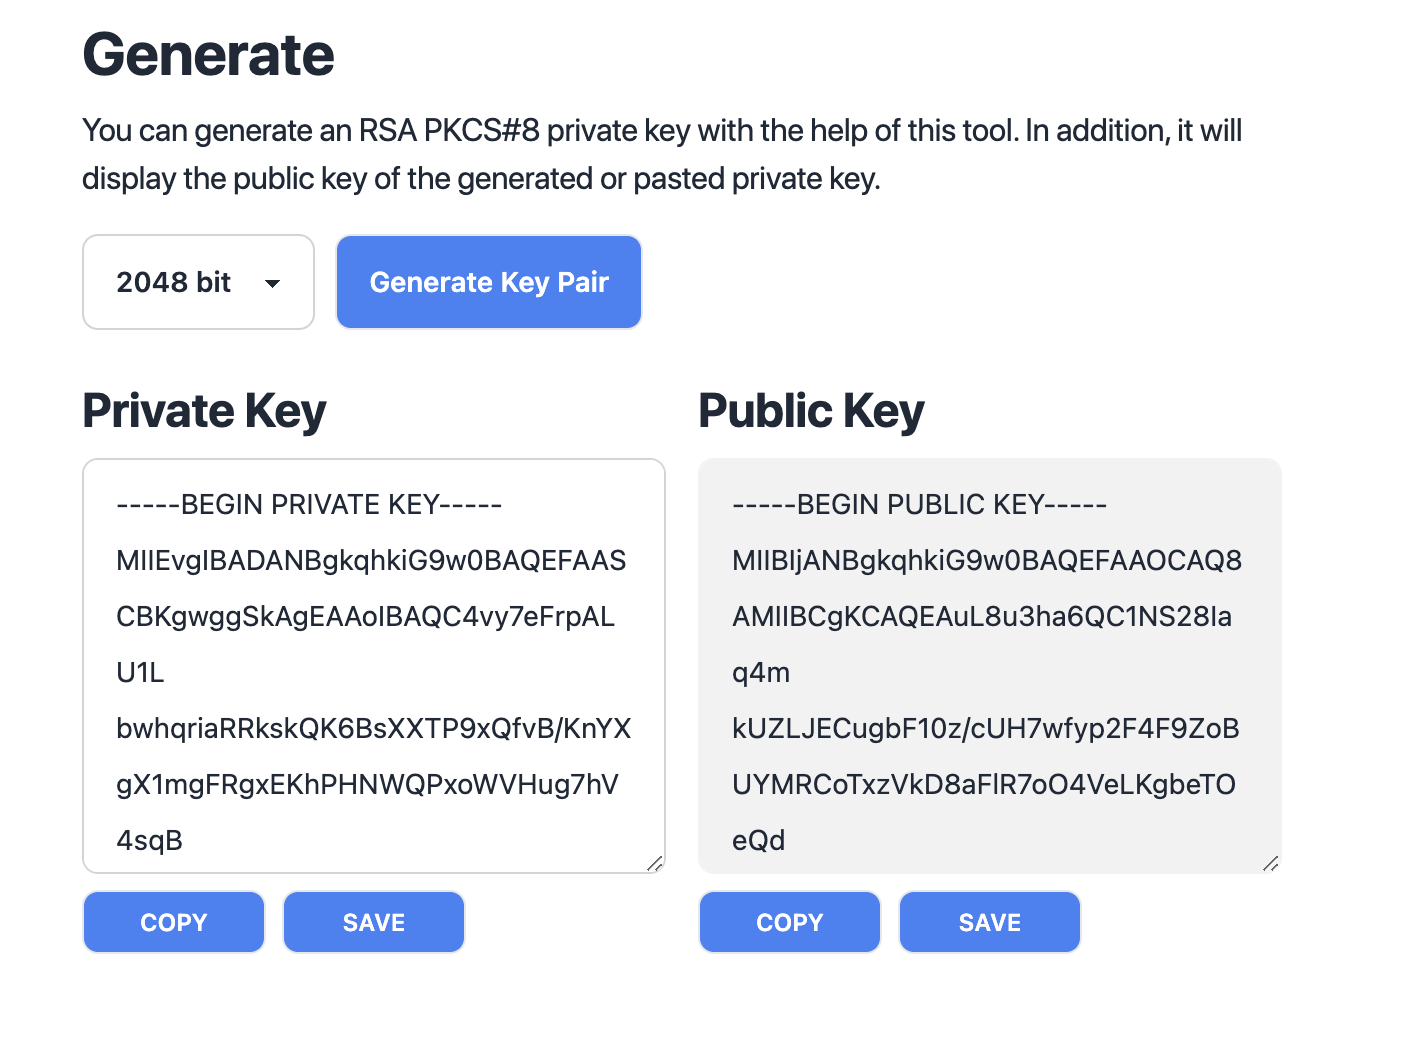 Generate
You can generate an RSA PKCS#8 private key with the help of this tool. In addition, it will
display the public key of the generated or pasted private key.
2048 bit
Generate Key Pair
Private Key
-----BEGIN PRIVATE KEY-----
MIIEvgIBADANBgkqhkiG9w0BAQEFAAS
CBKgwggSkAgEAAoIBAQC4vy7eFrpAL
U1L
bwhqriaRRkskQK6BsXXTP9xQfvB/KnYX
gX1mgFRgxEKhPHNWQPxoWVHug7hV
4sqB
COPY
SAVE
Public Key
-----BEGIN PUBLIC KEY-----
MIIBIjANBgkqhkiG9w0BAQEFAAOCAQ8
AMIIBCgKCAQEAuL8u3ha6QC1NS28Iaq4m
kUZLJECugbF10z/cUH7wfyp2F4F9ZoB
UYMRCoTxzVkD8aFlR7oO4VeLKgbeTO
eQd
COPY
SAVE